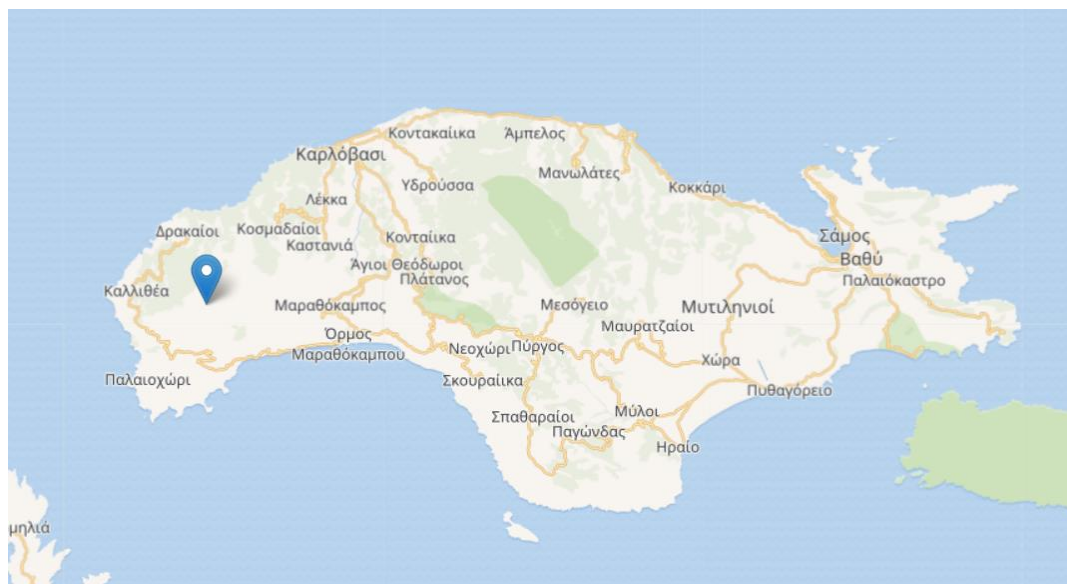 Κοντακαίικα
Άμπελος
Καρλόβασι
Μανωλάτες
Υδρούσσα
Κοκκάρι
Λέκκα
Δρακαίοι
Κοσμαδαίοι
Καστανιά
Κονταίικα
Σάμος
Βαθύ
Άγιοι Θεόδωροι
Πλάτανος
Παλαιόκαστρο
Καλλιθέα
Μαραθόκαμπος
Μεσόγειο
Μυτιληνιοί
Μαυρατζαίοι
Όρμος
Μαραθόκαμπου
Νεοχώρι
Πύργος
Χώρα
Παλαιοχώρι
Σκουραίικα
Πυθαγόρειο
Σπαθαραίοι
Μύλοι
Παγώνδας
Ηραίο
μηλιά